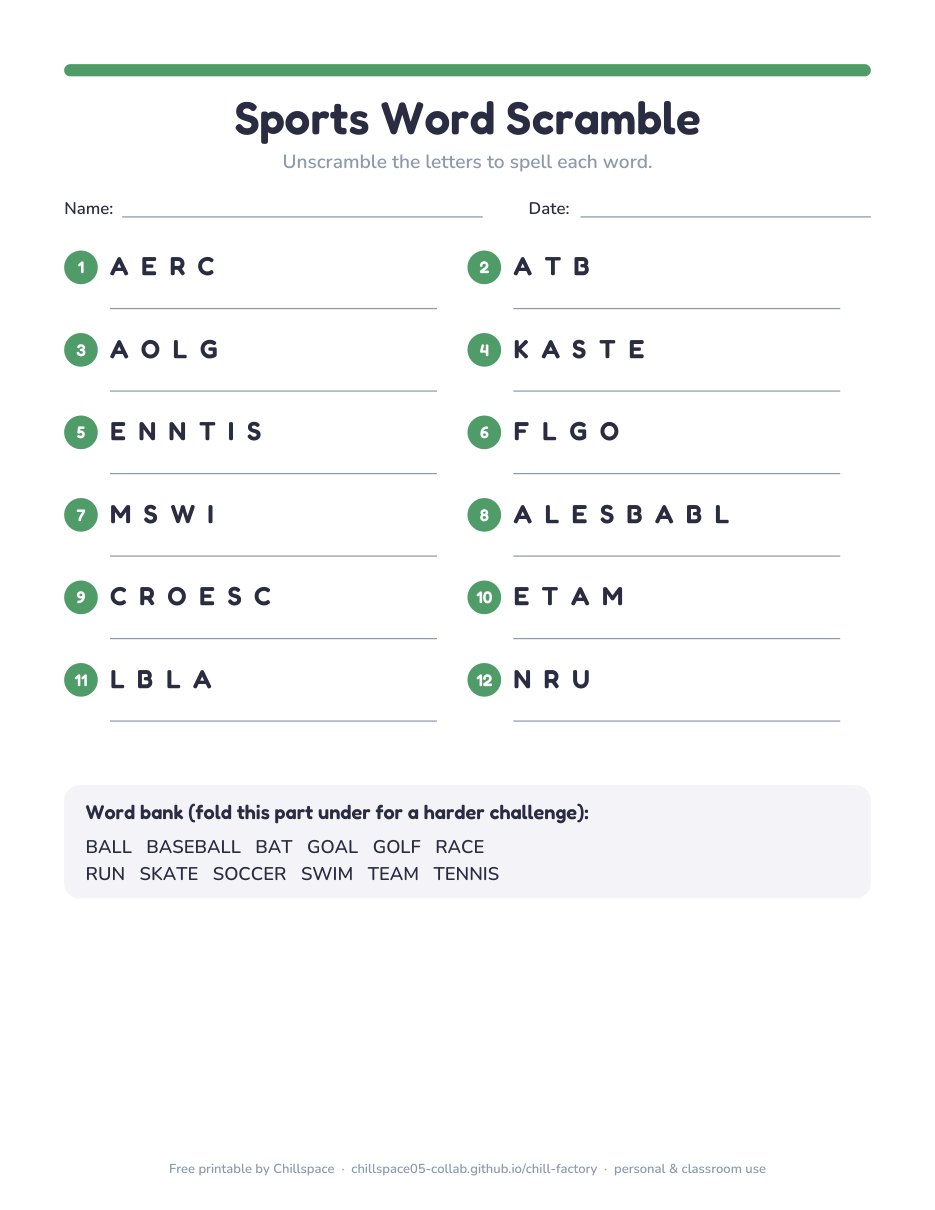 Sports Word Scramble
Unscramble the letters to spell each word.
Name: Date:
1 A E R C
2 A T B
3 A O L G
4 K A S T E
5 E N N T I S
6 F L G O
7 M S W I
8 A L E S B A B L
9 C R O E S C
10 E T A M
11 L B L A
12 N R U
Word bank (fold this part under for a harder challenge):
BALL BASEBALL BAT GOAL GOLF RACE
RUN SKATE SOCCER SWIM TEAM TENNIS
Free printable by Chillspace · chillspace05-collab.github.io/chill-factory · personal & classroom use